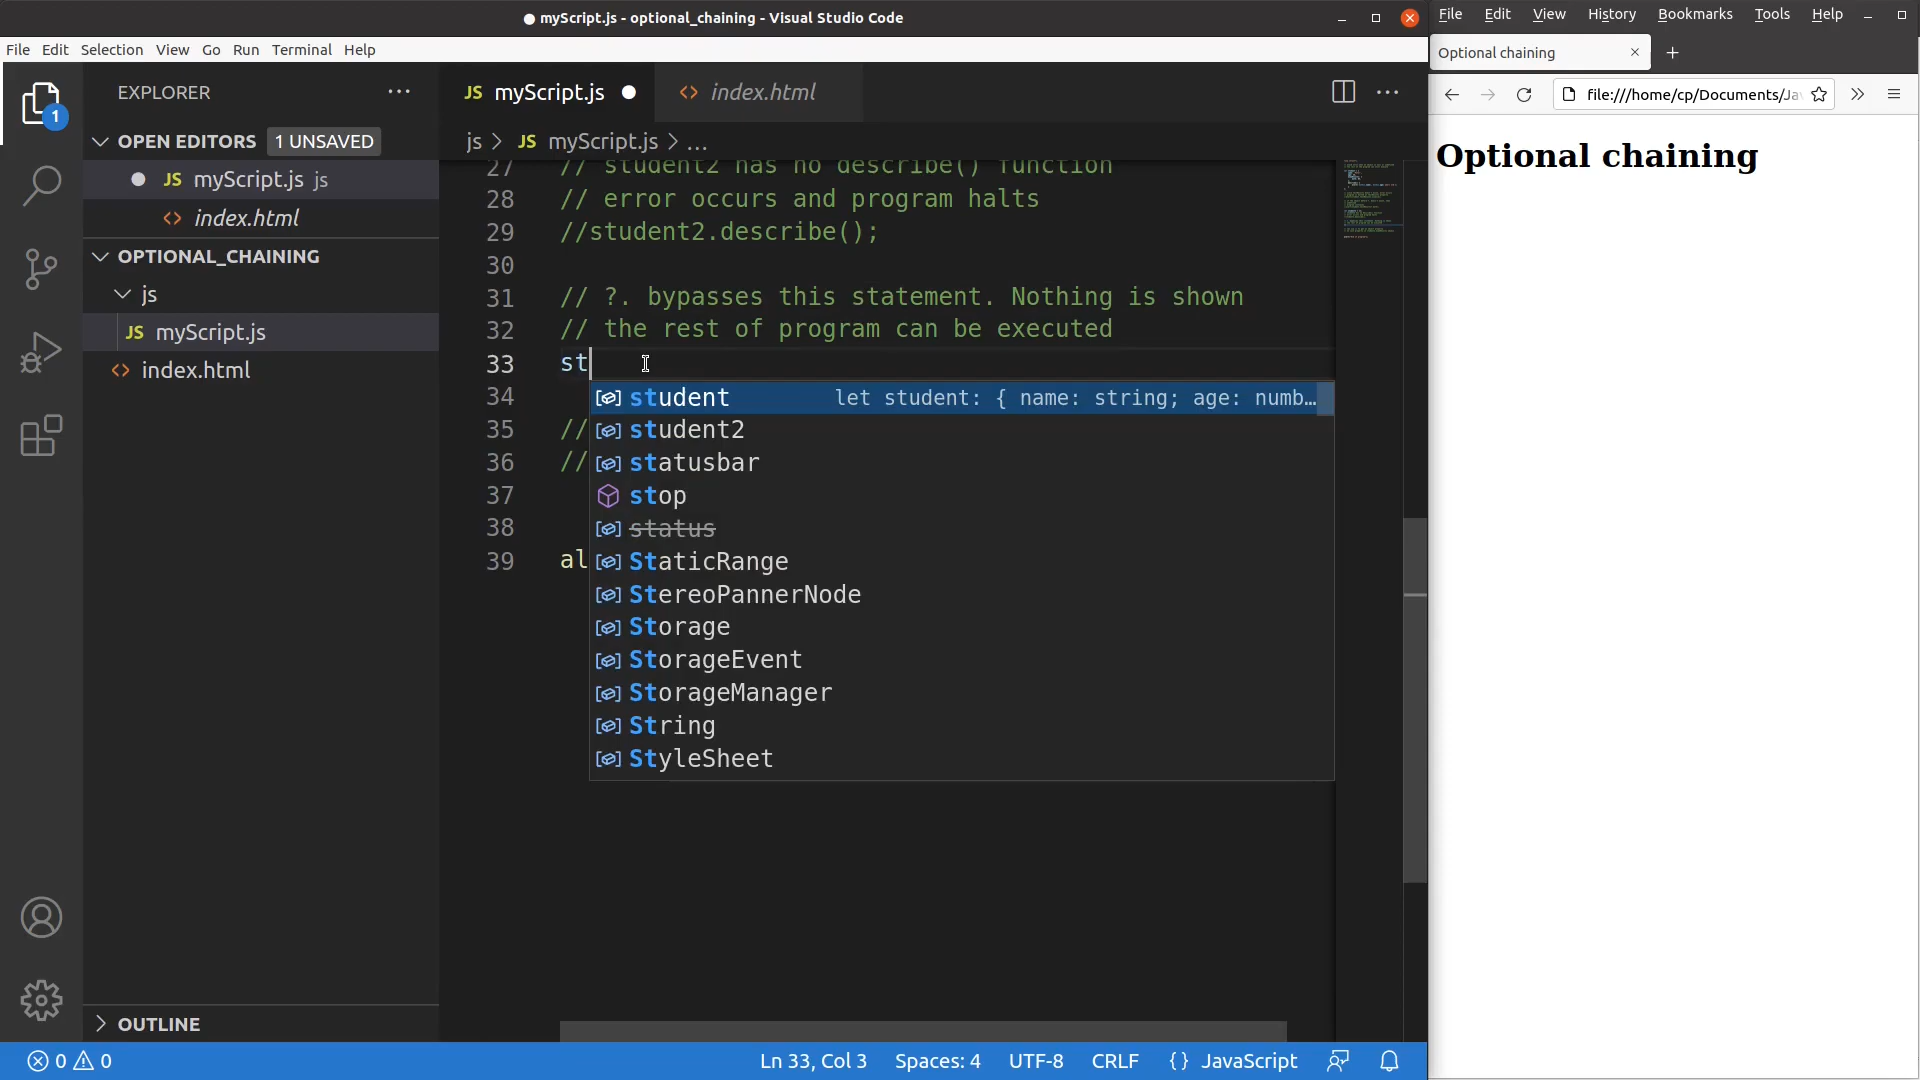 myScript.js - optional_chaining - Visual Studio Code
File Edit Selection View Go Run Terminal Help
1
EXPLORER
OPEN EDITORS 1 UNSAVED
JS myScript.js js
index.html
OPTIONAL_CHAINING
js
JS myScript.js
index.html
OUTLINE
JS myScript.js
index.html
js > JS myScript.js > ...
27 // student2 has no describe() function
28 // error occurs and program halts
29 //student2.describe();
30
31 // ?. bypasses this statement. Nothing is shown
32 // the rest of program can be executed
33 st
34
35 //
36 //
37
38
39 al
student let student: { name: string; age: numb…
student2
statusbar
stop
status
StaticRange
StereoPannerNode
Storage
StorageEvent
StorageManager
String
StyleSheet
0 0
Ln 33, Col 3 Spaces: 4 UTF-8 CRLF {} JavaScript
File Edit View History Bookmarks Tools Help
Optional chaining
file:///home/cp/Documents/Ja
Optional chaining